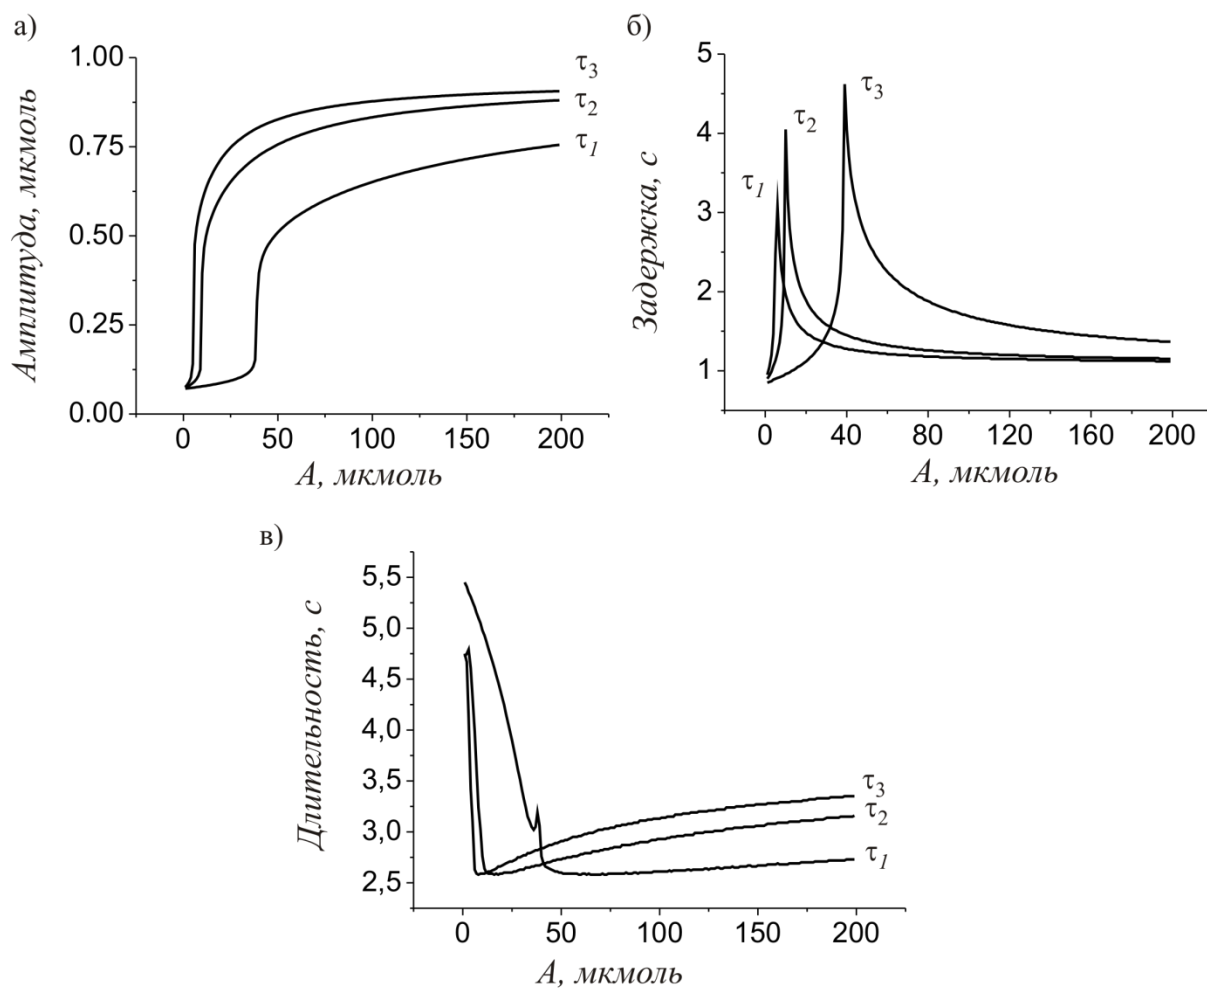 а)
1.00
0.75
0.50
0.25
0.00
Амплитуда, мкмоль
τ3
τ2
τ1
0
50
100
150
200
А, мкмоль
б)
5
4
3
2
1
Задержка, с
τ1
τ2
τ3
0
40
80
120
160
200
А, мкмоль
в)
5,5
5,0
4,5
4,0
3,5
3,0
2,5
Длительность, с
τ3
τ2
τ1
0
50
100
150
200
А, мкмоль